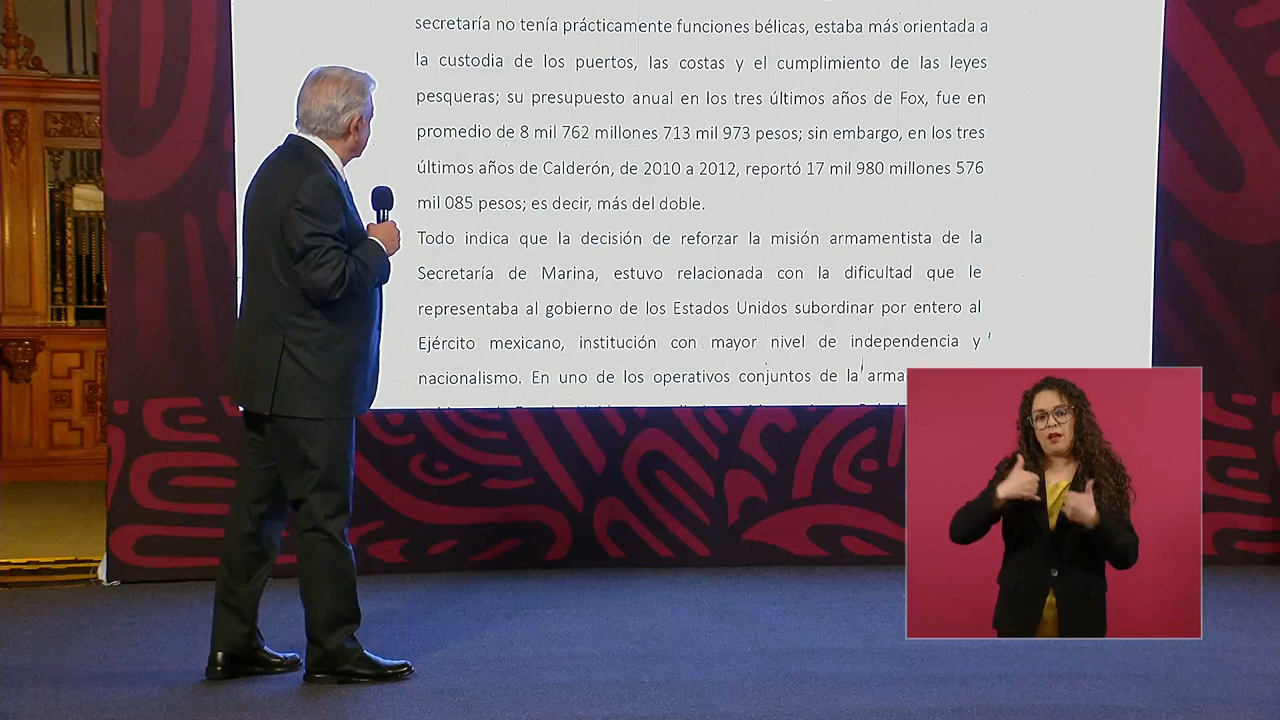 secretaría no tenía prácticamente funciones bélicas, estaba más orientada a
la custodia de los puertos, las costas y el cumplimiento de las leyes
pesqueras; su presupuesto anual en los tres últimos años de Fox, fue en
promedio de 8 mil 762 millones 713 mil 973 pesos; sin embargo, en los tres
últimos años de Calderón, de 2010 a 2012, reportó 17 mil 980 millones 576
mil 085 pesos; es decir, más del doble.
Todo indica que la decisión de reforzar la misión armamentista de la
Secretaría de Marina, estuvo relacionada con la dificultad que le
representaba al gobierno de los Estados Unidos subordinar por entero al
Ejército mexicano, institución con mayor nivel de independencia y
nacionalismo. En uno de los operativos conjuntos de la